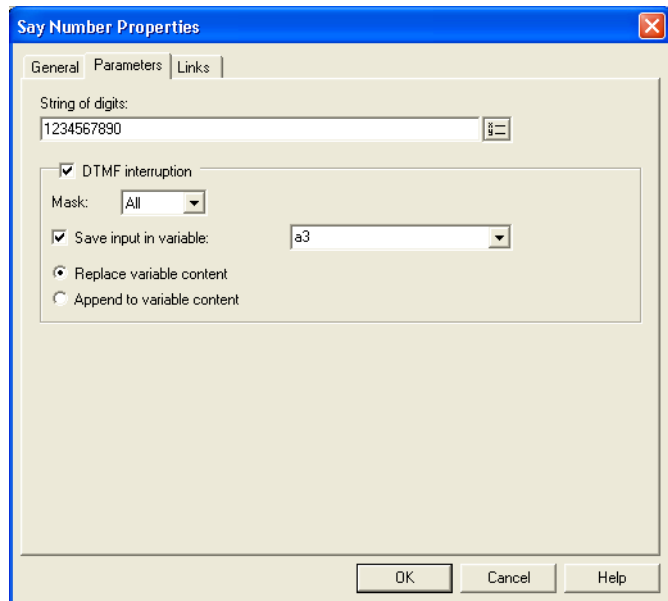 Say Number Properties
General Parameters Links
String of digits:
1234567890
DTMF interruption
Mask: All
Save input in variable: a3
Replace variable content
Append to variable content
OK Cancel Help